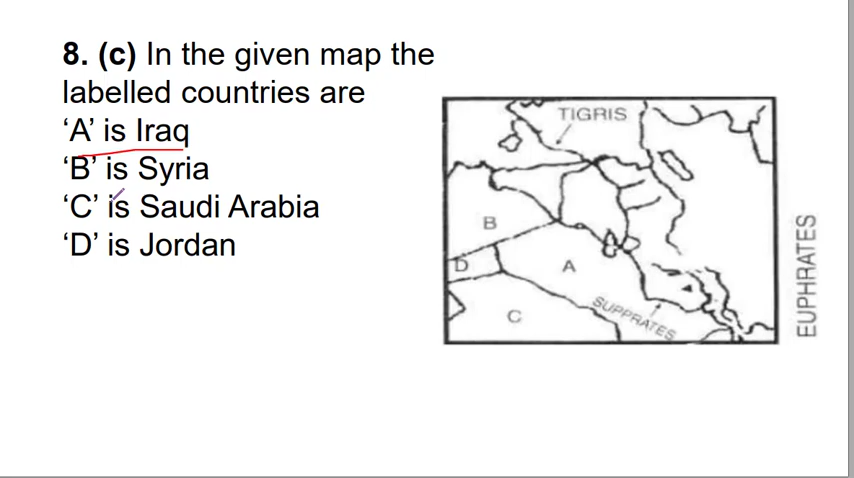 8. (c) In the given map the
labelled countries are
‘A’ is Iraq
‘B’ is Syria
‘C’ is Saudi Arabia
‘D’ is Jordan
TIGRIS
B
D
A
C
SUPPRATES
EUPHRATES